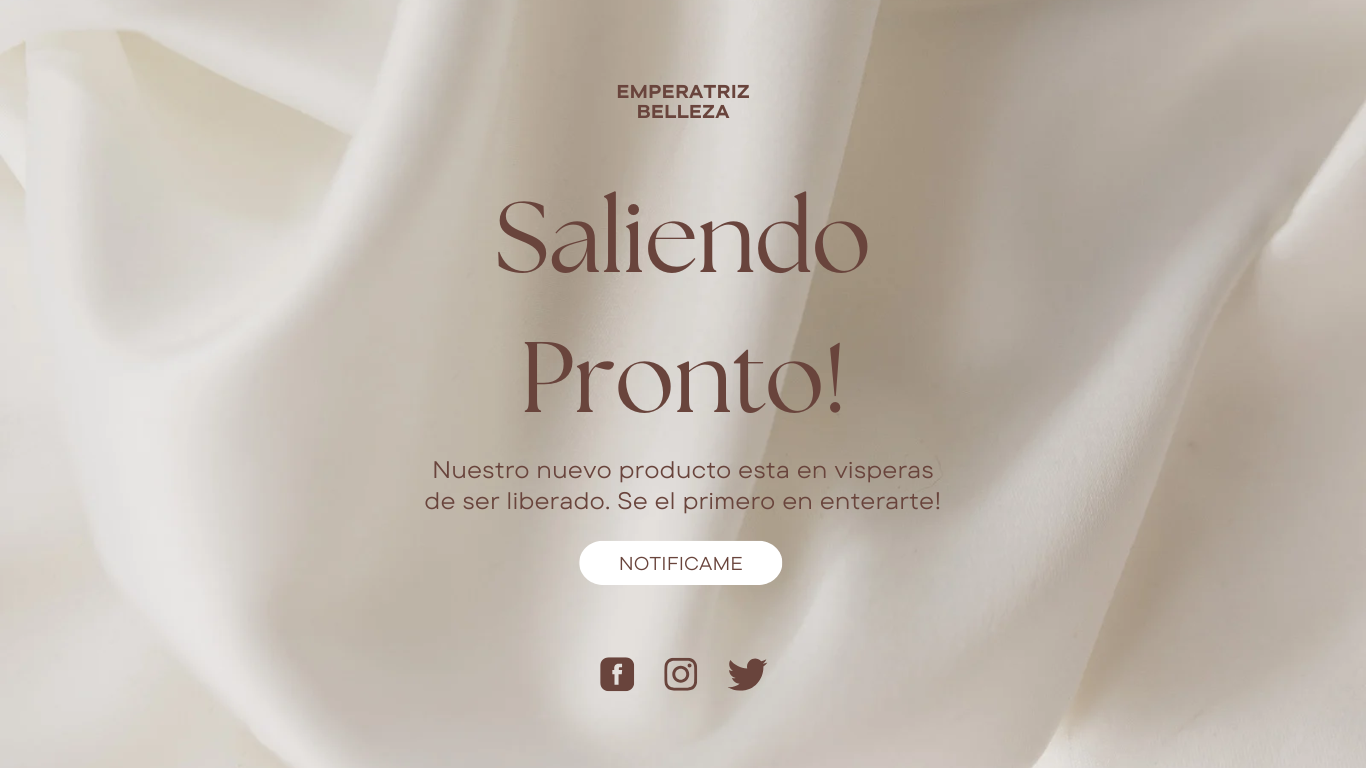 EMPERATRIZ
BELLEZA
Saliendo
Pronto!
Nuestro nuevo producto esta en visperas
de ser liberado. Se el primero en enterarte!
NOTIFICAME